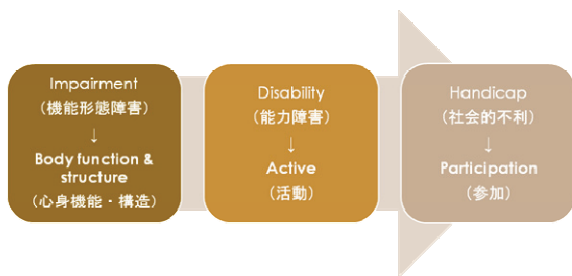 Impairment
（機能形態障害）
↓
Body function &
structure
（心身機能・構造）
Disability
（能力障害）
↓
Active
（活動）
Handicap
（社会的不利）
↓
Participation
（参加）